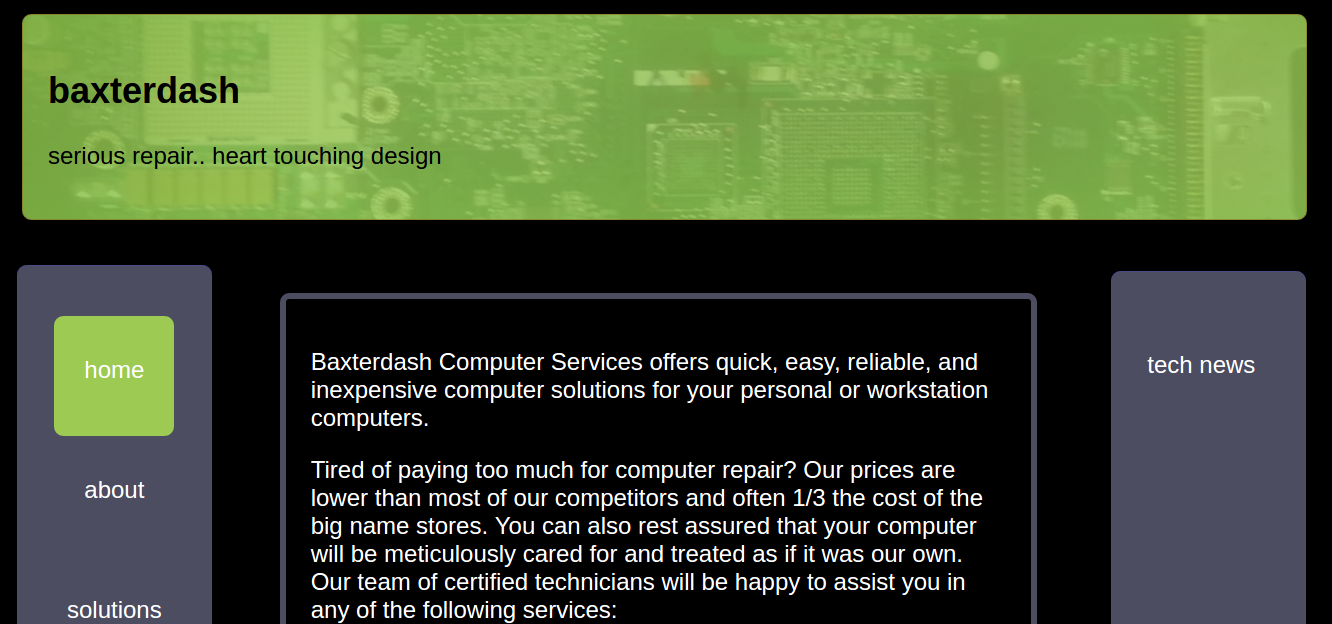 baxterdash
serious repair.. heart touching design
home
about
solutions
Baxterdash Computer Services offers quick, easy, reliable, and
inexpensive computer solutions for your personal or workstation
computers.
Tired of paying too much for computer repair? Our prices are
lower than most of our competitors and often 1/3 the cost of the
big name stores. You can also rest assured that your computer
will be meticulously cared for and treated as if it was our own.
Our team of certified technicians will be happy to assist you in
any of the following services:
tech news